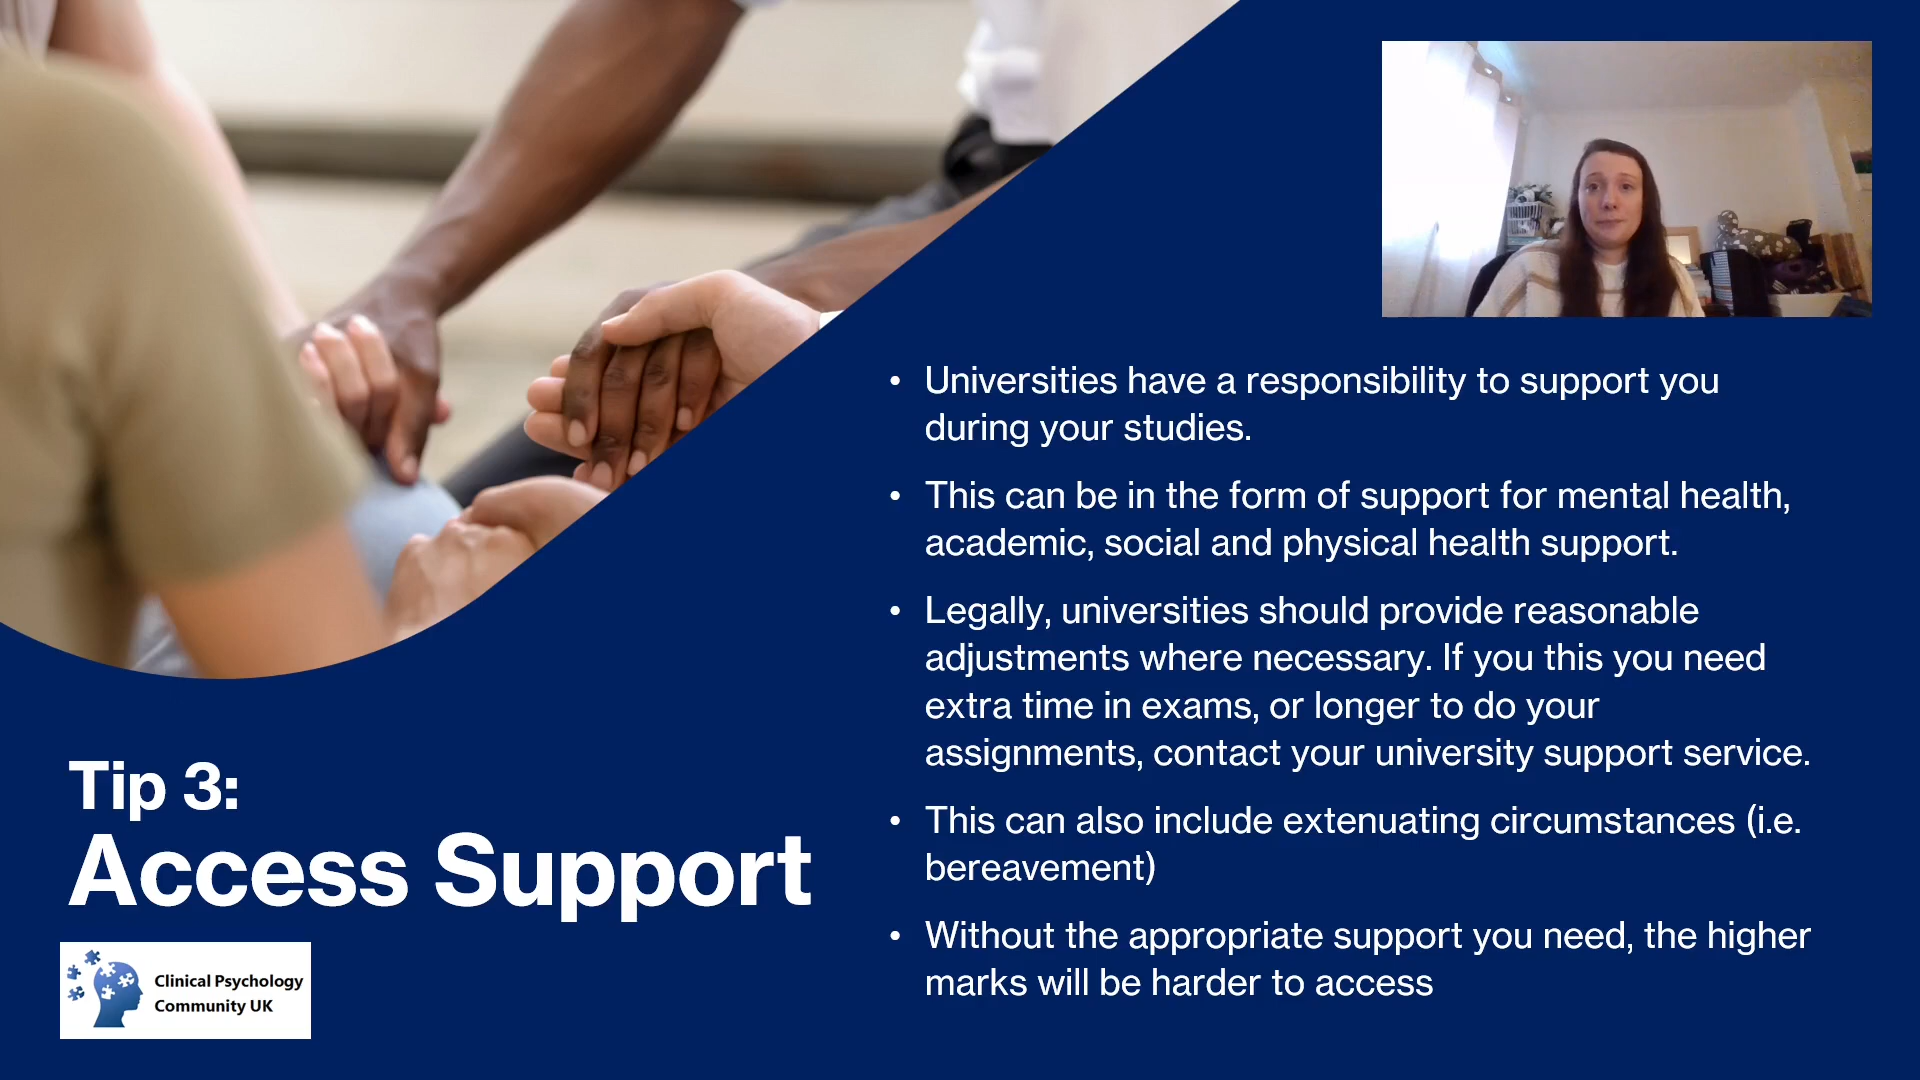 Tip 3:
Access Support
Clinical Psychology
Community UK
• Universities have a responsibility to support you
during your studies.
• This can be in the form of support for mental health,
academic, social and physical health support.
• Legally, universities should provide reasonable
adjustments where necessary. If you this you need
extra time in exams, or longer to do your
assignments, contact your university support service.
• This can also include extenuating circumstances (i.e.
bereavement)
• Without the appropriate support you need, the higher
marks will be harder to access